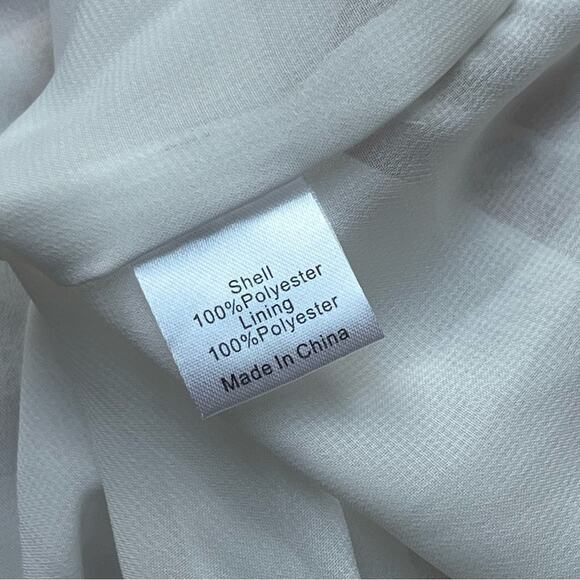 Shell
100%Polyester
Lining
100%Polyester
Made In China